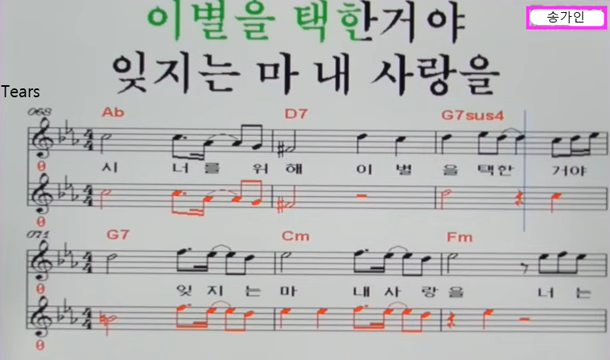 이별을 택한거야
송가인
잊지는 마 내 사랑을
Tears
068 Ab D7 G7sus4
시 너를 위해 이 별 을 택한 거야
071 G7 Cm Fm
잊 지 는 마 내 사 랑 을 너 는